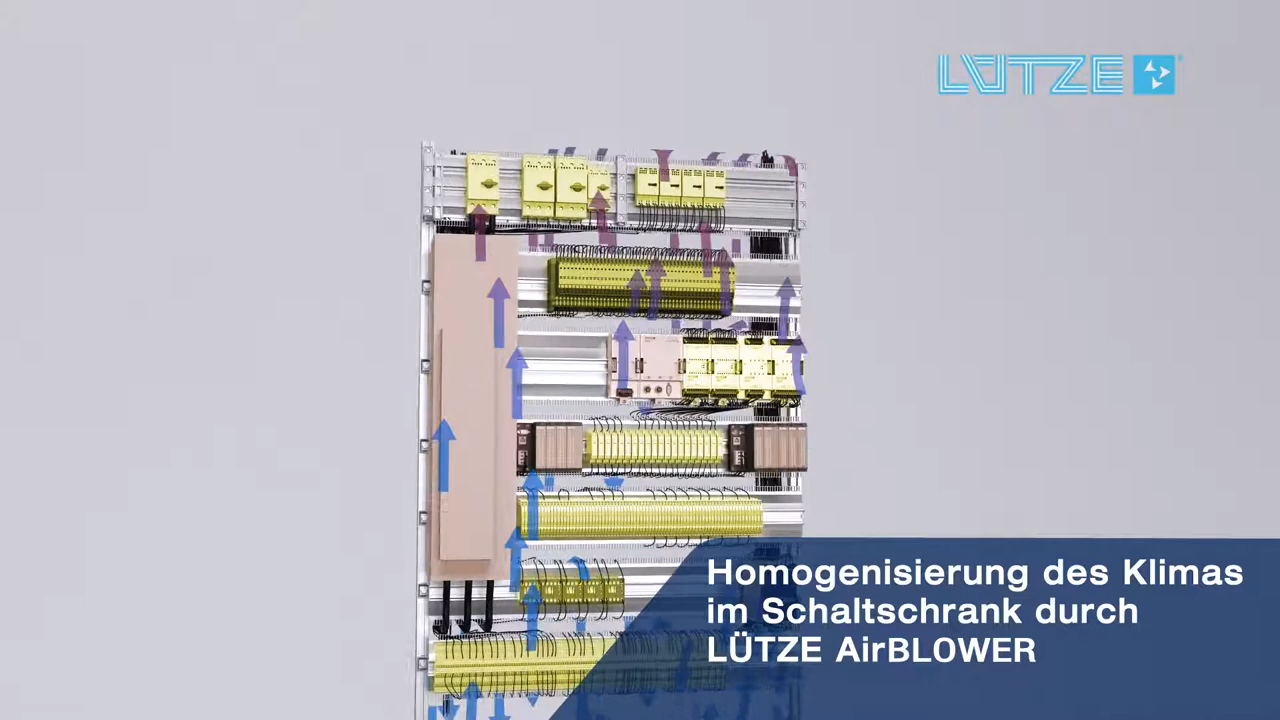 LÜTZE
Homogenisierung des Klimas
im Schaltschrank durch
LÜTZE AirBLOWER